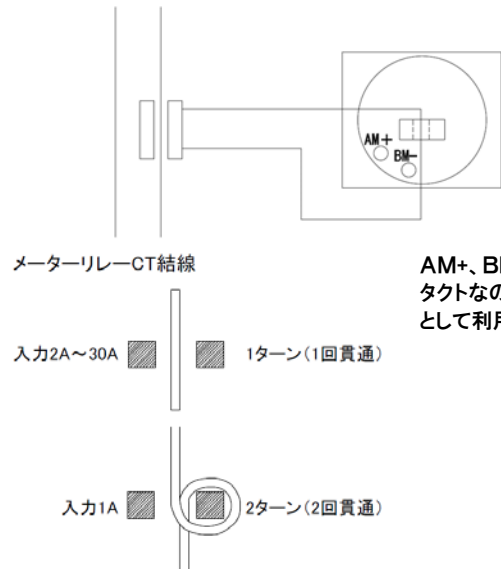 AM+
BM-
メーターリレーCT結線
AM+、B
タクトなの
として利用
入力2A～30A
1ターン(1回貫通)
入力1A
2ターン(2回貫通)